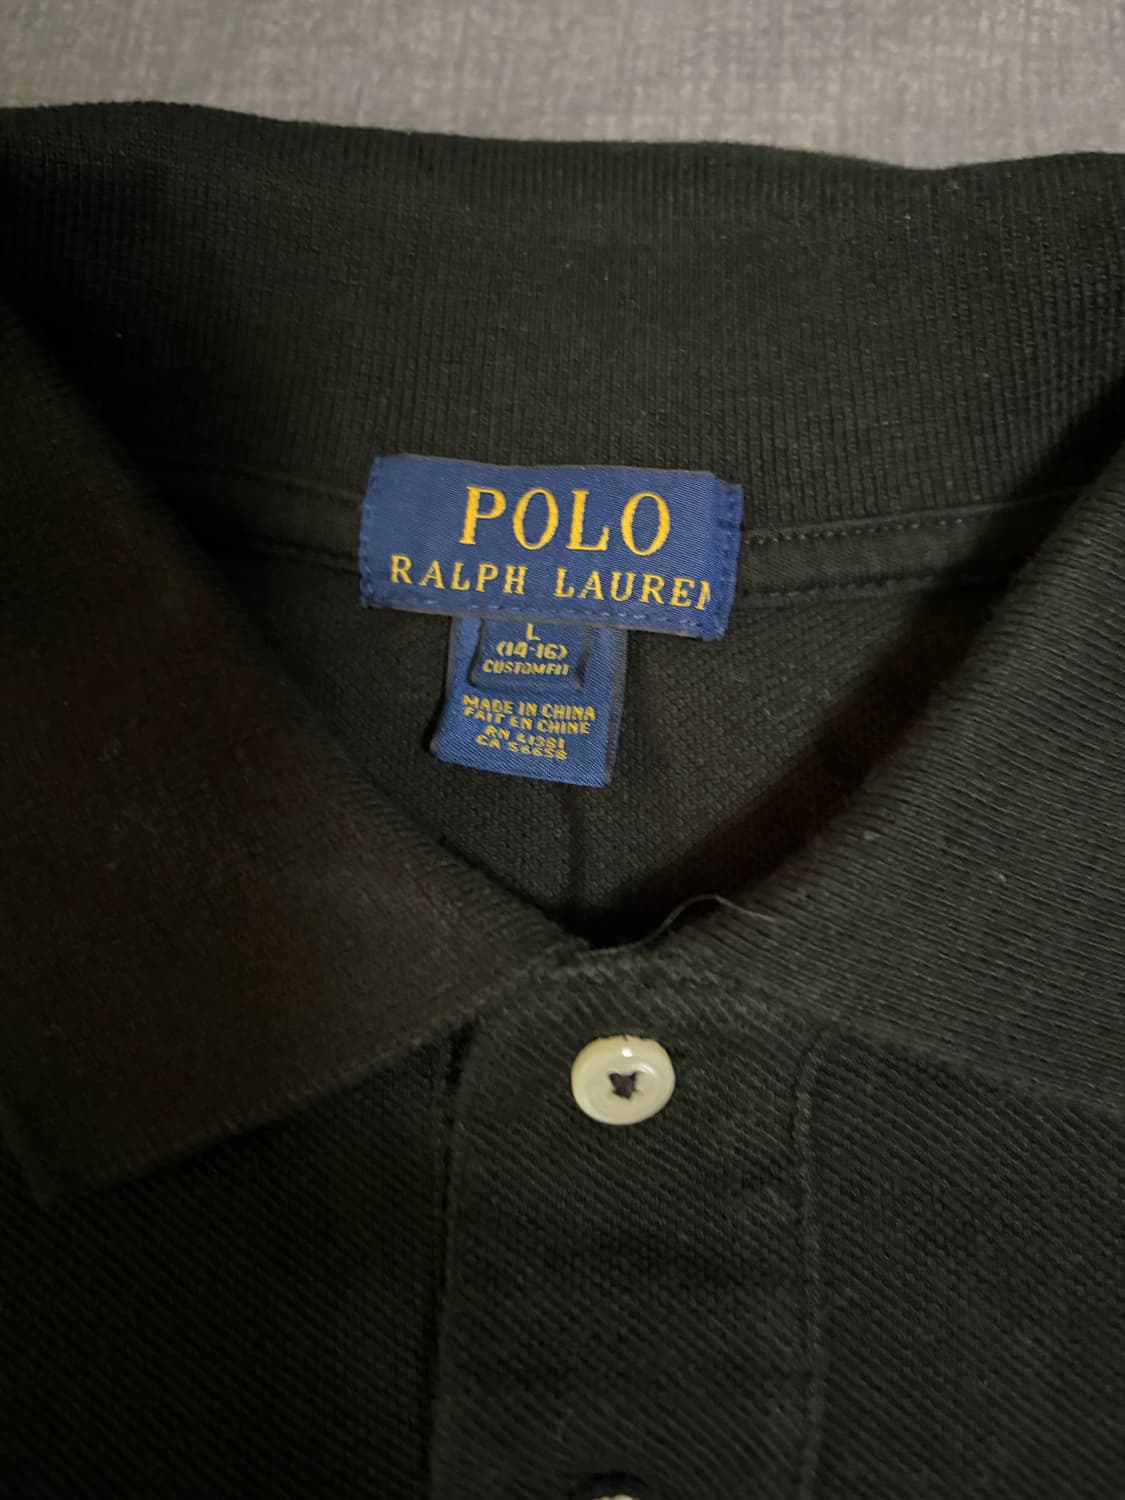 POLO
RALPH LAUREN
L
(14-16)
CUSTOM FIT
MADE IN CHINA
FAIT EN CHINE
RN 41381
CA 56658